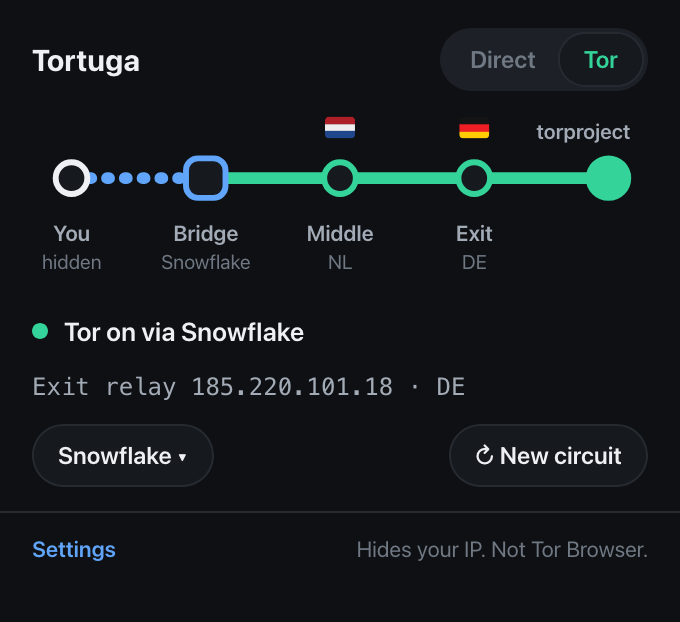 Tortuga
Direct Tor
torproject
You Bridge Middle Exit
hidden Snowflake NL DE
Tor on via Snowflake
Exit relay 185.220.101.18 · DE
Snowflake ▾ ↻ New circuit
Settings Hides your IP. Not Tor Browser.